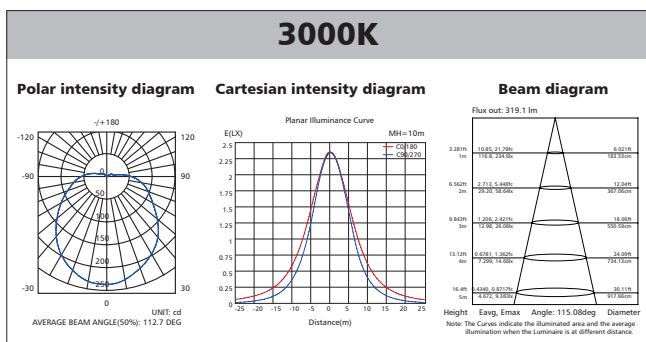 3000K
Polar intensity diagram
Cartesian intensity diagram
Beam diagram
-/+180
-120
120
-90
90
0
50
100
150
200
250
-30
30
0
UNIT: cd
AVERAGE BEAM ANGLE(50%): 112.7 DEG
Planar Illuminance Curve
E(LX)
MH=10m
C0/180
C90/270
2.5
2.25
2
1.75
1.5
1.25
1
0.75
0.5
0.25
0
-25 -20 -15 -10 -5 0 5 10 15 20 25
Distance(m)
Flux out: 319.1 lm
3.281ft 10.85, 21.79fc 6.021ft
1m 116.8, 234.6lx 183.53cm
6.562ft 2.713, 5.448fc 12.04ft
2m 29.20, 58.64lx 367.06cm
9.843ft 1.206, 2.421fc 18.06ft
3m 12.98, 26.06lx 550.59cm
13.12ft 0.6781, 1.362fc 24.09ft
4m 7.299, 14.66lx 734.13cm
16.4ft 0.4340, 0.8717fc 30.11ft
5m 4.672, 9.383lx 917.66cm
Height Eavg, Emax Angle: 115.08deg Diameter
Note: The Curves indicate the illuminated area and the average
illumination when the Luminaire is at different distance.